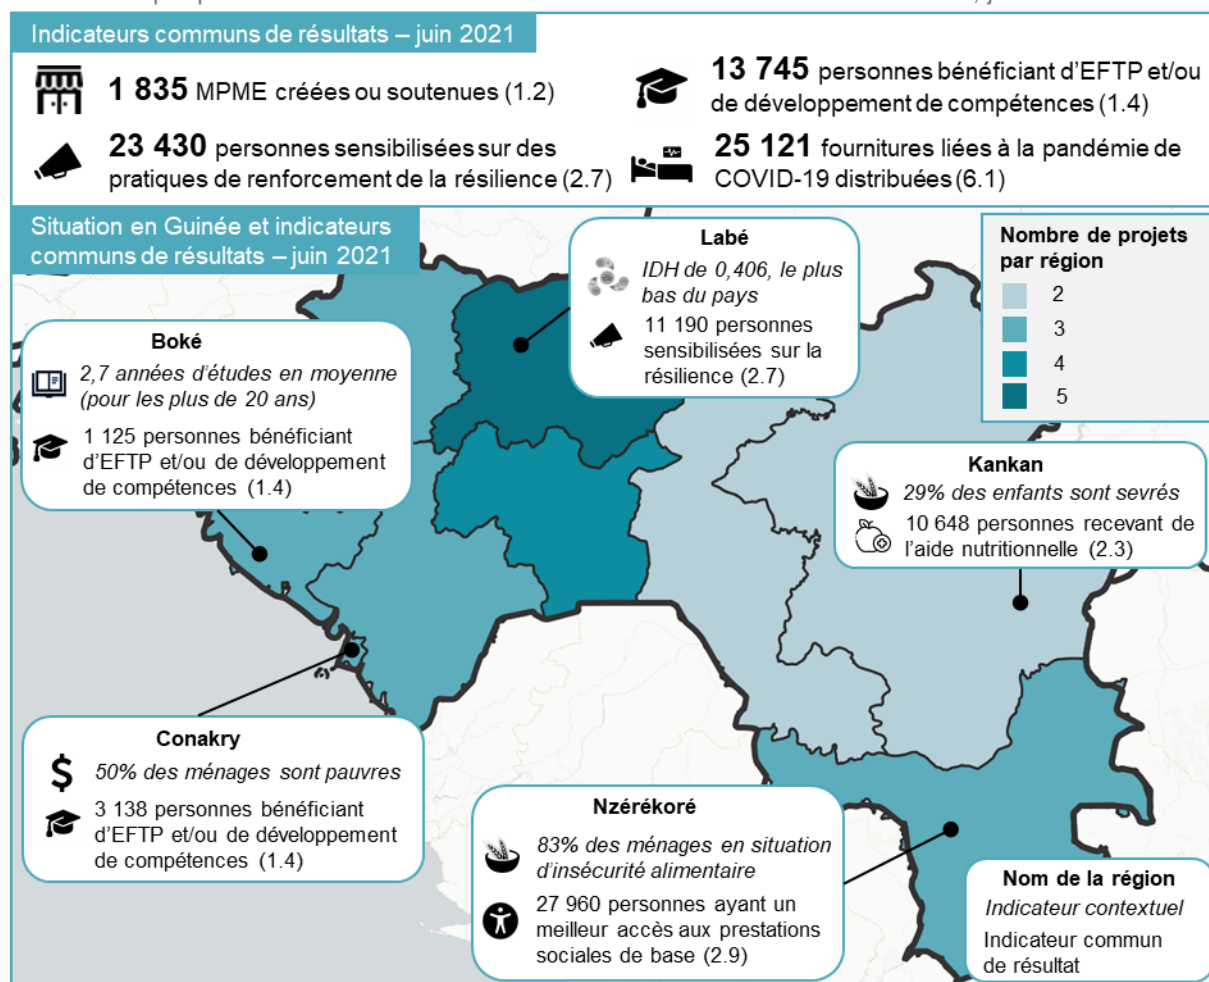 Indicateurs communs de résultats – juin 2021
1 835 MPME créées ou soutenues (1.2)
13 745 personnes bénéficiant d’EFTP et/ou
de développement de compétences (1.4)
23 430 personnes sensibilisées sur des
pratiques de renforcement de la résilience (2.7)
25 121 fournitures liées à la pandémie de
COVID-19 distribuées (6.1)
Situation en Guinée et indicateurs
communs de résultats – juin 2021
Labé
IDH de 0,406, le plus
bas du pays
11 190 personnes
sensibilisées sur la
résilience (2.7)
Nombre de projets
par région
2
3
4
5
Boké
2,7 années d’études en moyenne
(pour les plus de 20 ans)
1 125 personnes bénéficiant
d’EFTP et/ou de développement
de compétences (1.4)
Kankan
29% des enfants sont sevrés
10 648 personnes recevant de
l’aide nutritionnelle (2.3)
Conakry
$
50% des ménages sont pauvres
3 138 personnes bénéficiant
d’EFTP et/ou de développement
de compétences (1.4)
Nzérékoré
83% des ménages en situation
d’insécurité alimentaire
27 960 personnes ayant un
meilleur accès aux prestations
sociales de base (2.9)
Nom de la région
Indicateur contextuel
Indicateur commun
de résultat